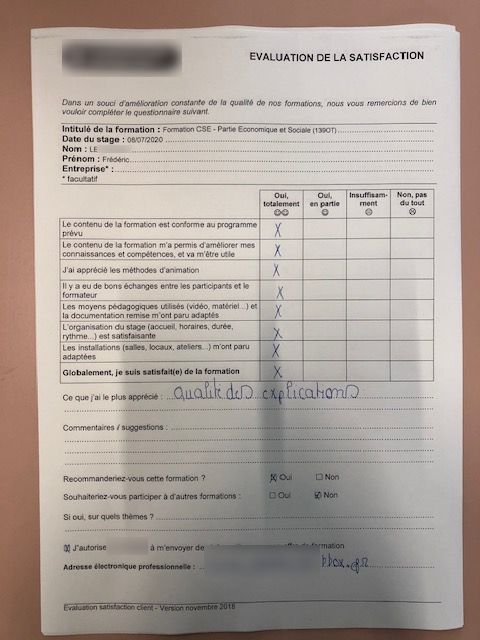 EVALUATION DE LA SATISFACTION
Dans un souci d'amélioration constante de la qualité de nos formations, nous vous remercions de bien
vouloir compléter le questionnaire suivant.
Intitulé de la formation : Formation CSE - Partie Economique et Sociale (139OT)
Date du stage : 08/07/2020
Nom : LE
Prénom : Frédéric
Entreprise* :
* facultatif
Oui, totalement ☺☺ Oui, en partie ☺ Insuffisamment 😐 Non, pas du tout ☹
Le contenu de la formation est conforme au programme
prévu X
Le contenu de la formation m'a permis d'améliorer mes
connaissances et compétences, et va m'être utile X
J'ai apprécié les méthodes d'animation X
Il y a eu de bons échanges entre les participants et le
formateur X
Les moyens pédagogiques utilisés (vidéo, matériel...) et
la documentation remise m'ont paru adaptés X
L'organisation du stage (accueil, horaires, durée,
rythme...) est satisfaisante X
Les installations (salles, locaux, ateliers...) m'ont paru
adaptées X
Globalement, je suis satisfait(e) de la formation X
Ce que j'ai le plus apprécié : qualité des explications
Commentaires / suggestions :
Recommanderiez-vous cette formation ? ☒ Oui ☐ Non
Souhaiteriez-vous participer à d'autres formations : ☐ Oui ☒ Non
Si oui, sur quels thèmes ?
☒ J'autorise à m'envoyer de formation
Adresse électronique professionnelle : bbox.fr
Evaluation satisfaction client - Version novembre 2018